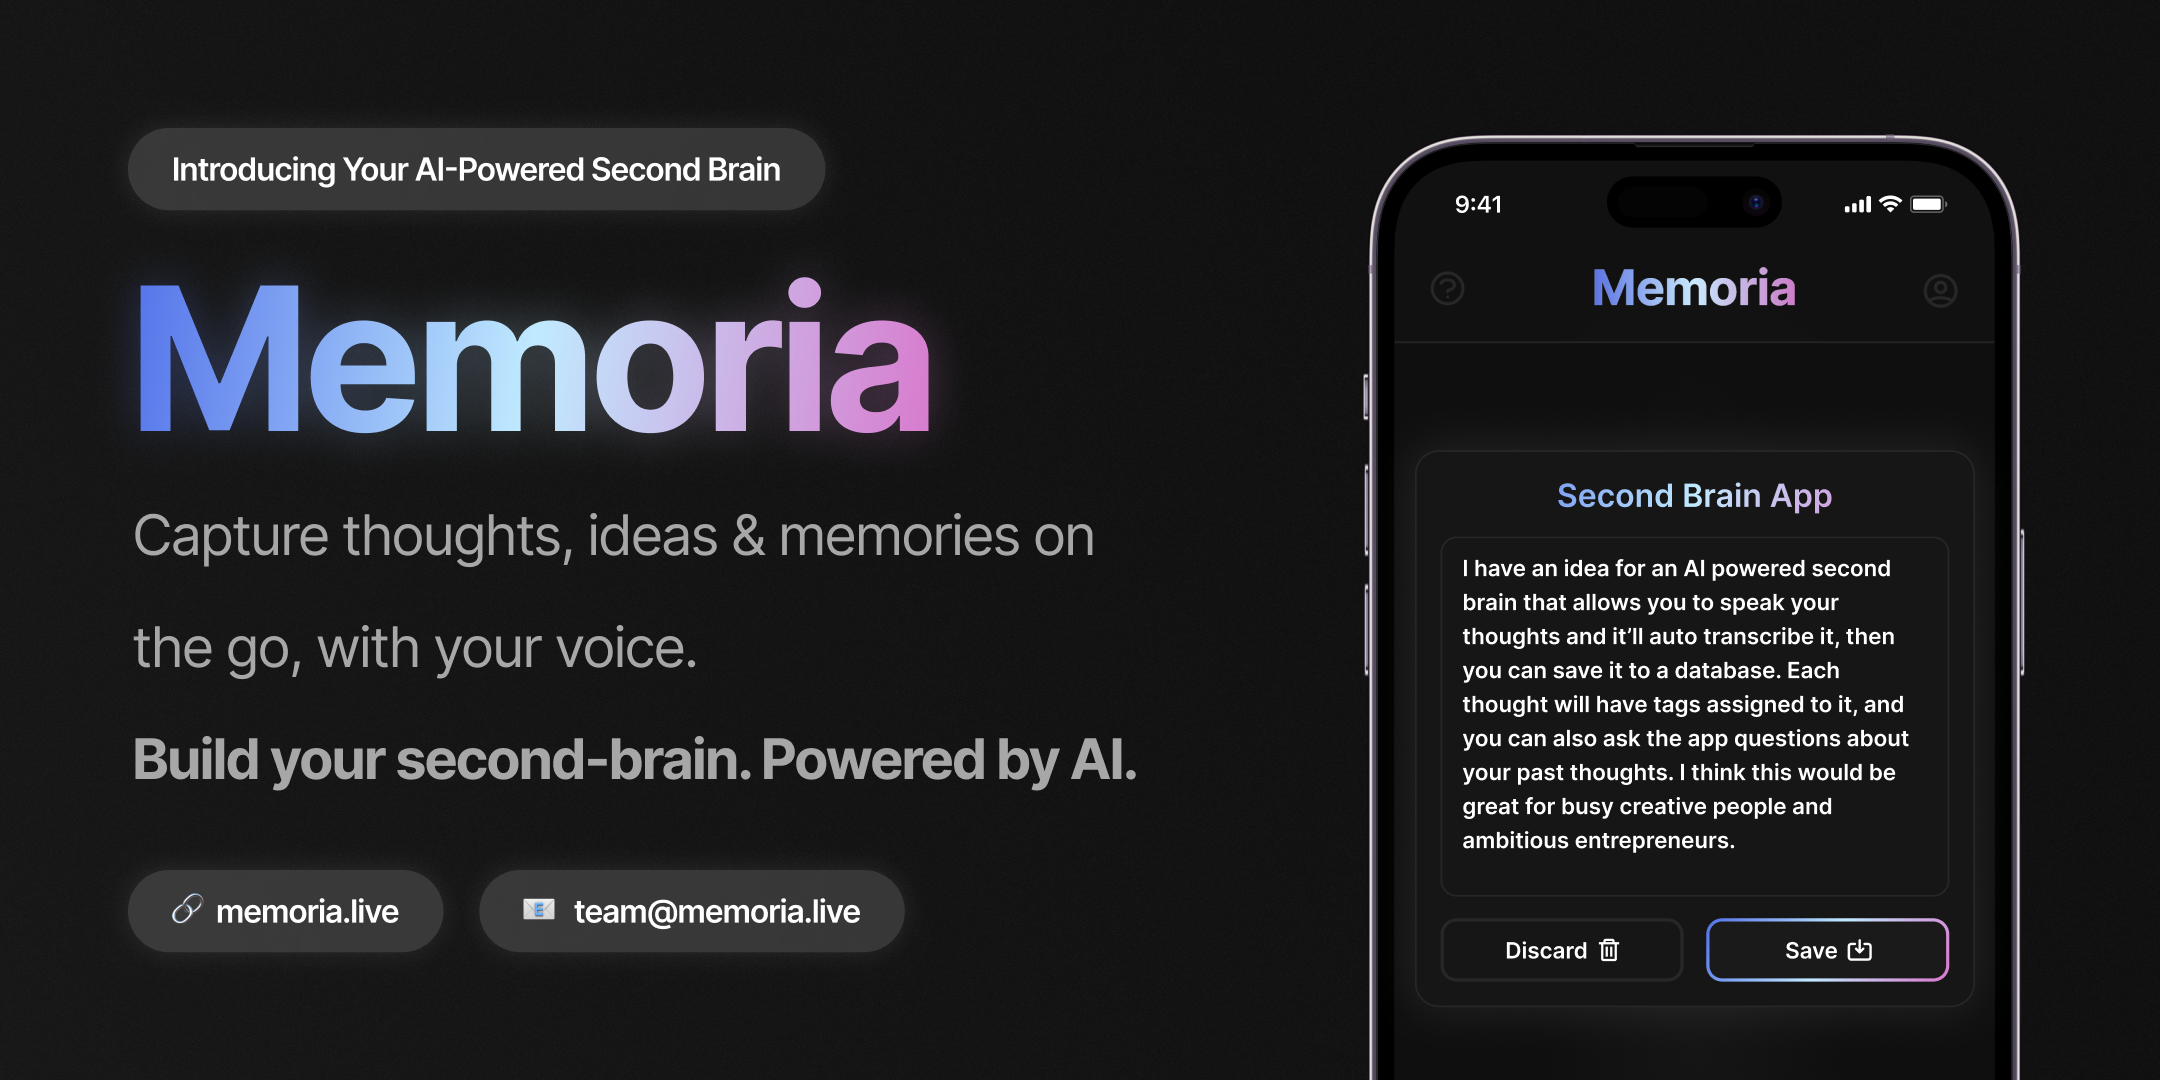 Introducing Your AI-Powered Second Brain
Memoria
Capture thoughts, ideas & memories on
the go, with your voice.
Build your second-brain. Powered by AI.
memoria.live
team@memoria.live
9:41
Memoria
Second Brain App
I have an idea for an AI powered second
brain that allows you to speak your
thoughts and it’ll auto transcribe it, then
you can save it to a database. Each
thought will have tags assigned to it, and
you can also ask the app questions about
your past thoughts. I think this would be
great for busy creative people and
ambitious entrepreneurs.
Discard
Save